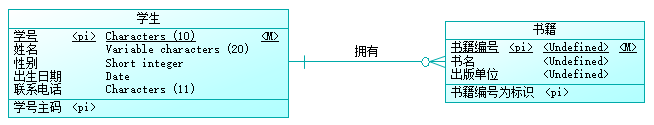 学生
学号 <pi> Characters (10) <M>
姓名 Variable characters (20)
性别 Short integer
出生日期 Date
联系电话 Characters (11)
学号主码 <pi>
拥有
书籍
书籍编号 <pi> <Undefined> <M>
书名 <Undefined>
出版单位 <Undefined>
书籍编号为标识 <pi>